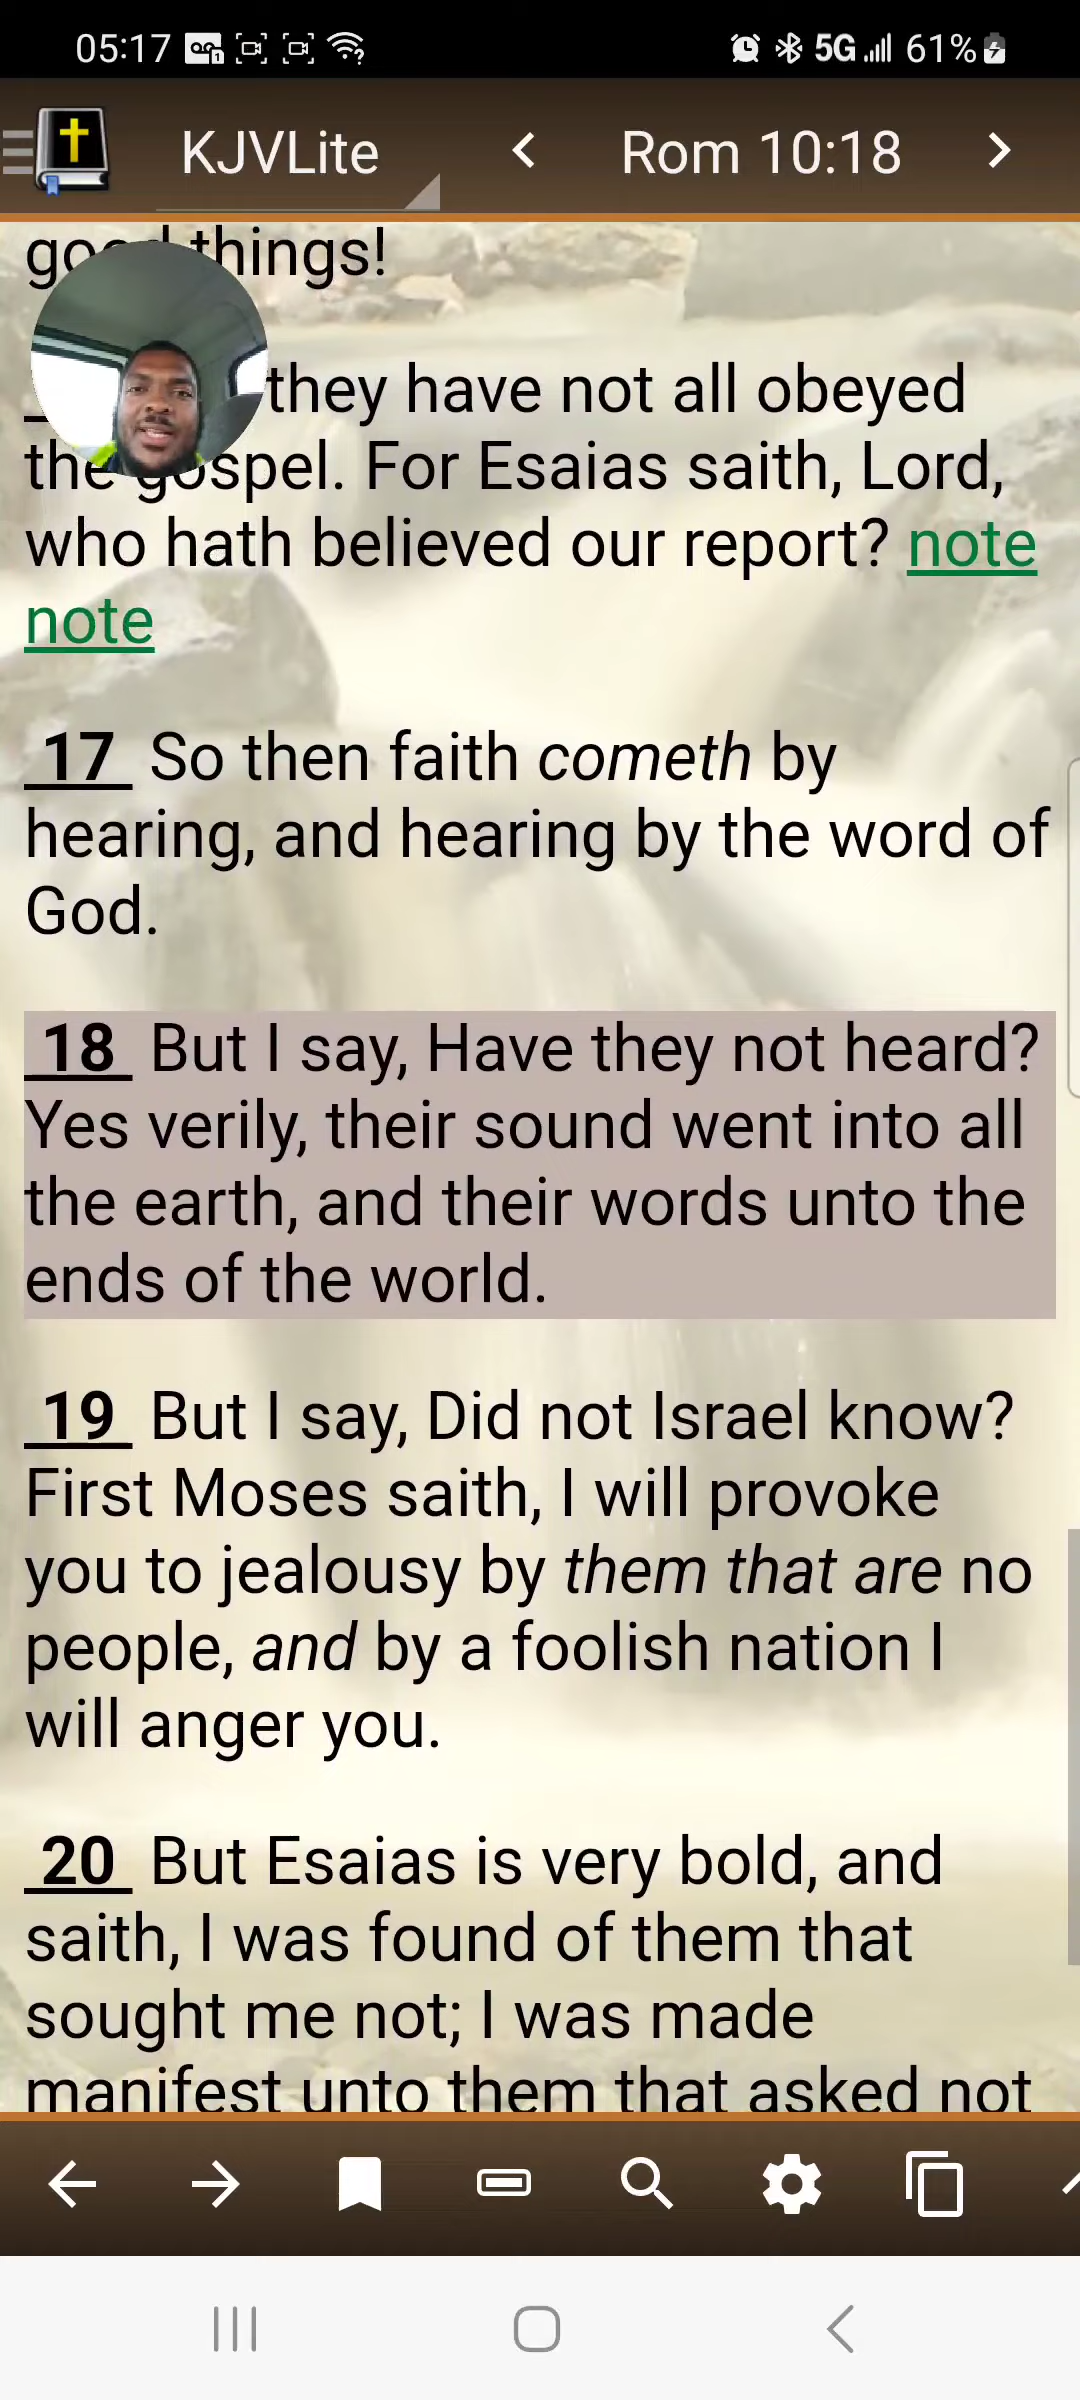 05:17 5G 61%
KJVLite < Rom 10:18 >
things!
they have not all obeyed
the gospel. For Esaias saith, Lord,
who hath believed our report? note
note
17 So then faith cometh by
hearing, and hearing by the word of
God.
18 But I say, Have they not heard?
Yes verily, their sound went into all
the earth, and their words unto the
ends of the world.
19 But I say, Did not Israel know?
First Moses saith, I will provoke
you to jealousy by them that are no
people, and by a foolish nation I
will anger you.
20 But Esaias is very bold, and
saith, I was found of them that
sought me not; I was made
manifest unto them that asked not